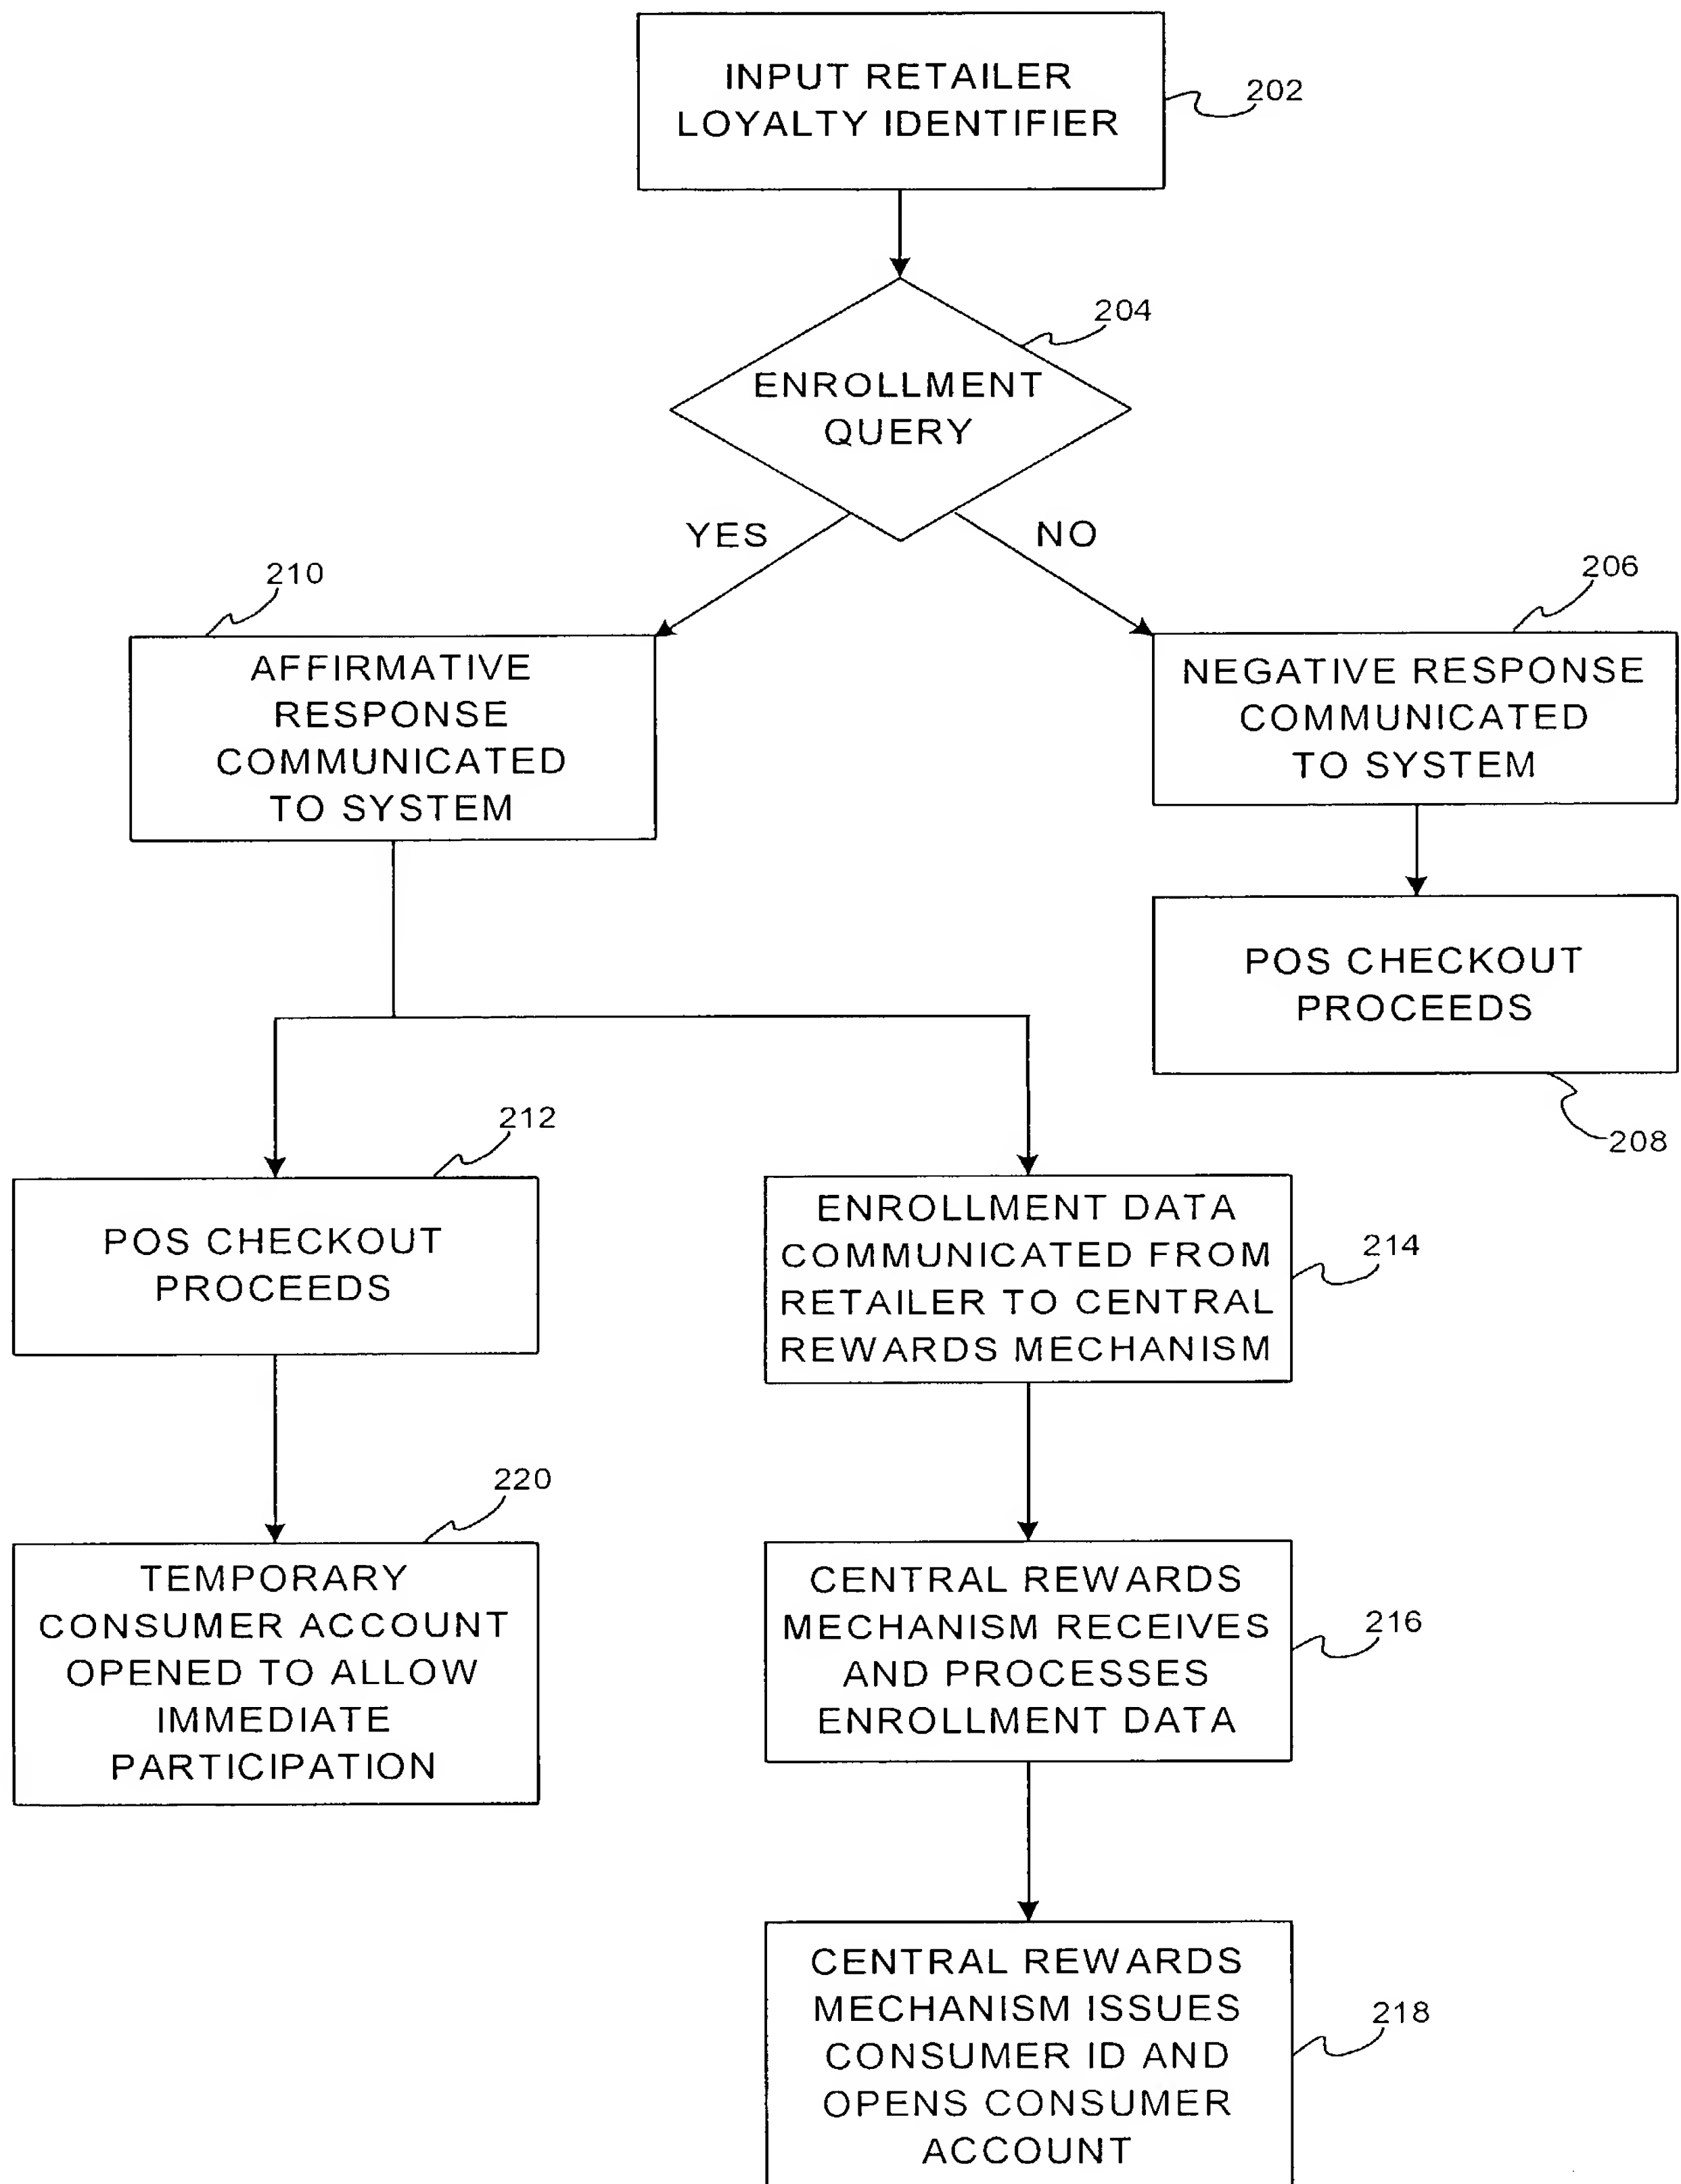 INPUT RETAILER
LOYALTY IDENTIFIER
202
204
ENROLLMENT
QUERY
YES
NO
210
206
AFFIRMATIVE
RESPONSE
COMMUNICATED
TO SYSTEM
NEGATIVE RESPONSE
COMMUNICATED
TO SYSTEM
POS CHECKOUT
PROCEEDS
208
212
POS CHECKOUT
PROCEEDS
ENROLLMENT DATA
COMMUNICATED FROM
RETAILER TO CENTRAL
REWARDS MECHANISM
214
220
TEMPORARY
CONSUMER ACCOUNT
OPENED TO ALLOW
IMMEDIATE
PARTICIPATION
CENTRAL REWARDS
MECHANISM RECEIVES
AND PROCESSES
ENROLLMENT DATA
216
CENTRAL REWARDS
MECHANISM ISSUES
CONSUMER ID AND
OPENS CONSUMER
ACCOUNT
218